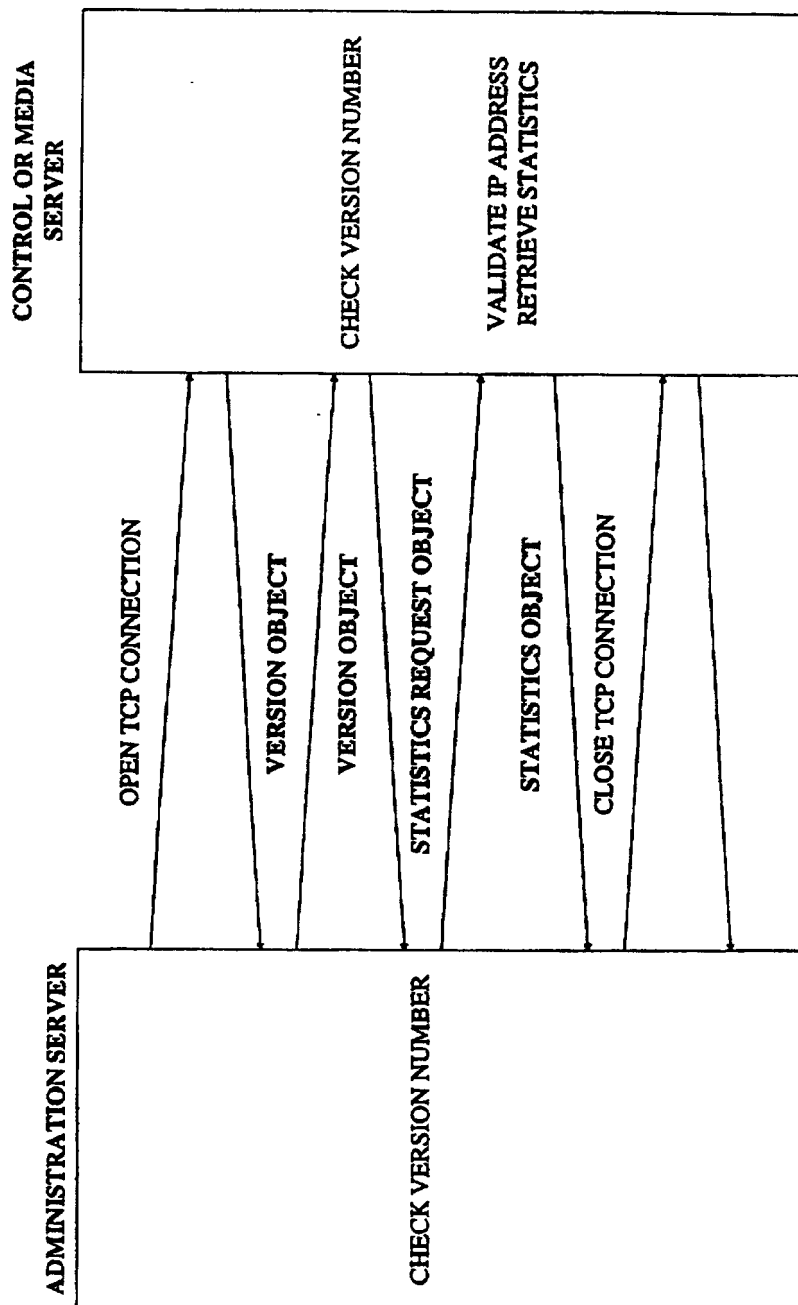 ADMINISTRATION SERVER
CONTROL OR MEDIA
SERVER
OPEN TCP CONNECTION
VERSION OBJECT
VERSION OBJECT
CHECK VERSION NUMBER
CHECK VERSION NUMBER
STATISTICS REQUEST OBJECT
VALIDATE IP ADDRESS
RETRIEVE STATISTICS
STATISTICS OBJECT
CLOSE TCP CONNECTION